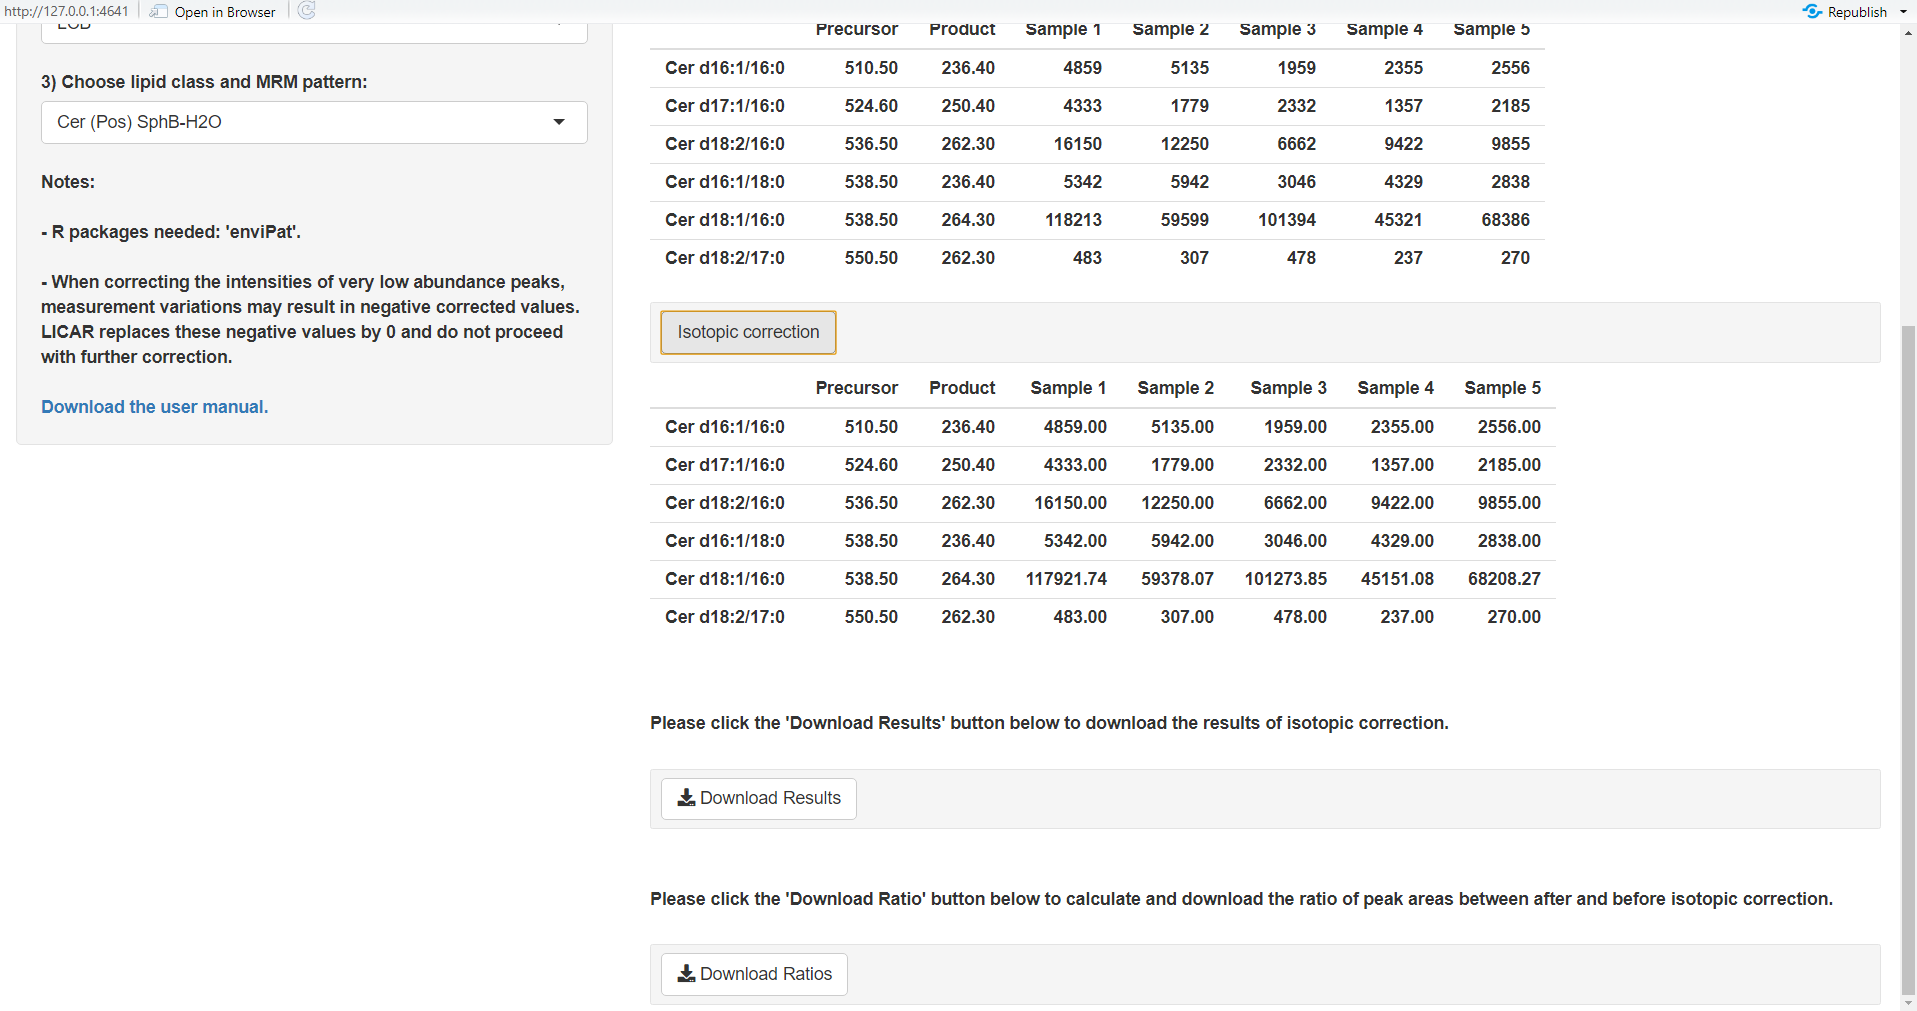 http://127.0.0.1:4641 Open in Browser Republish
LCB
3) Choose lipid class and MRM pattern:
Cer (Pos) SphB-H2O
Notes:
- R packages needed: 'enviPat'.
- When correcting the intensities of very low abundance peaks,
measurement variations may result in negative corrected values.
LICAR replaces these negative values by 0 and do not proceed
with further correction.
Download the user manual.
Precursor Product Sample 1 Sample 2 Sample 3 Sample 4 Sample 5
Cer d16:1/16:0 510.50 236.40 4859 5135 1959 2355 2556
Cer d17:1/16:0 524.60 250.40 4333 1779 2332 1357 2185
Cer d18:2/16:0 536.50 262.30 16150 12250 6662 9422 9855
Cer d16:1/18:0 538.50 236.40 5342 5942 3046 4329 2838
Cer d18:1/16:0 538.50 264.30 118213 59599 101394 45321 68386
Cer d18:2/17:0 550.50 262.30 483 307 478 237 270
Isotopic correction
Precursor Product Sample 1 Sample 2 Sample 3 Sample 4 Sample 5
Cer d16:1/16:0 510.50 236.40 4859.00 5135.00 1959.00 2355.00 2556.00
Cer d17:1/16:0 524.60 250.40 4333.00 1779.00 2332.00 1357.00 2185.00
Cer d18:2/16:0 536.50 262.30 16150.00 12250.00 6662.00 9422.00 9855.00
Cer d16:1/18:0 538.50 236.40 5342.00 5942.00 3046.00 4329.00 2838.00
Cer d18:1/16:0 538.50 264.30 117921.74 59378.07 101273.85 45151.08 68208.27
Cer d18:2/17:0 550.50 262.30 483.00 307.00 478.00 237.00 270.00
Please click the 'Download Results' button below to download the results of isotopic correction.
Download Results
Please click the 'Download Ratio' button below to calculate and download the ratio of peak areas between after and before isotopic correction.
Download Ratios